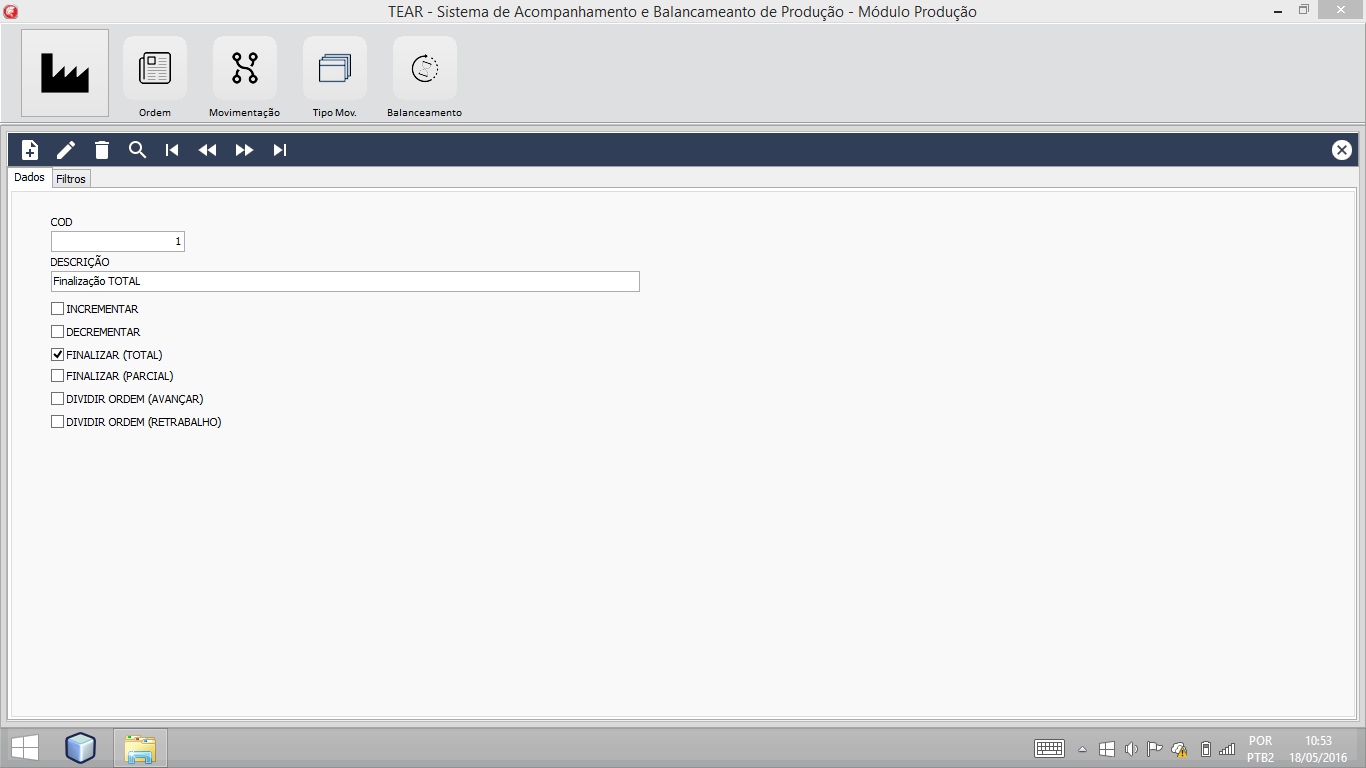 TEAR - Sistema de Acompanhamento e Balancameanto de Produção - Módulo Produção
Ordem
Movimentação
Tipo Mov.
Balanceamento
Dados
Filtros
COD
1
DESCRIÇÃO
Finalização TOTAL
INCREMENTAR
DECREMENTAR
FINALIZAR (TOTAL)
FINALIZAR (PARCIAL)
DIVIDIR ORDEM (AVANÇAR)
DIVIDIR ORDEM (RETRABALHO)
POR
PTB2
10:53
18/05/2016